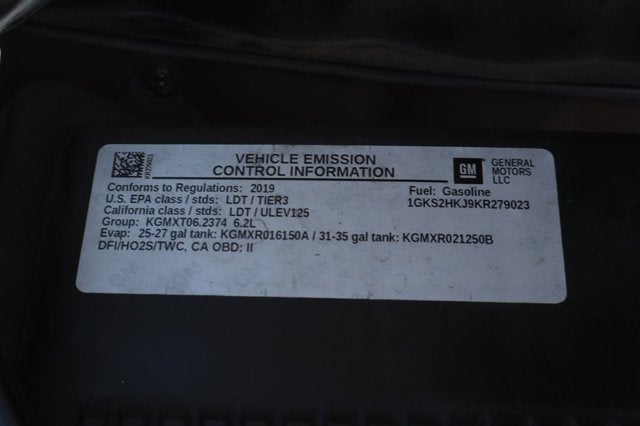 VEHICLE EMISSION
CONTROL INFORMATION
GM
GENERAL
MOTORS
LLC
Conforms to Regulations: 2019
U.S. EPA class / stds: LDT / TIER3
California class / stds: LDT / ULEV125
Group: KGMXT06.2374 6.2L
Evap: 25-27 gal tank: KGMXR016150A / 31-35 gal tank: KGMXR021250B
DFI/HO2S/TWC, CA OBD: II
Fuel: Gasoline
1GKS2HKJ9KR279023